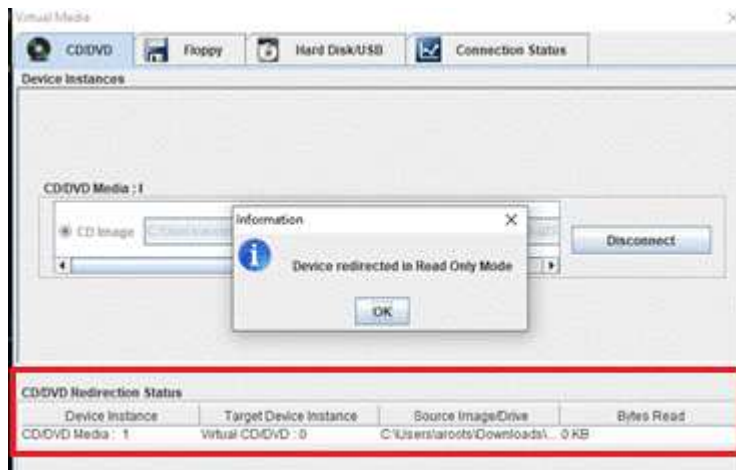 Virtual Media
CD/DVD Floppy Hard Disk/USB Connection Status
Device Instances
CD/DVD Media : I
CD Image
Disconnect
Information
Device redirected in Read Only Mode
OK
CD/DVD Redirection Status
Device Instance Target Device Instance Source Image/Drive Bytes Read
CD/DVD Media : 1 Virtual CD/DVD : 0 C:\Users\aroots\Downloads\... 0 KB